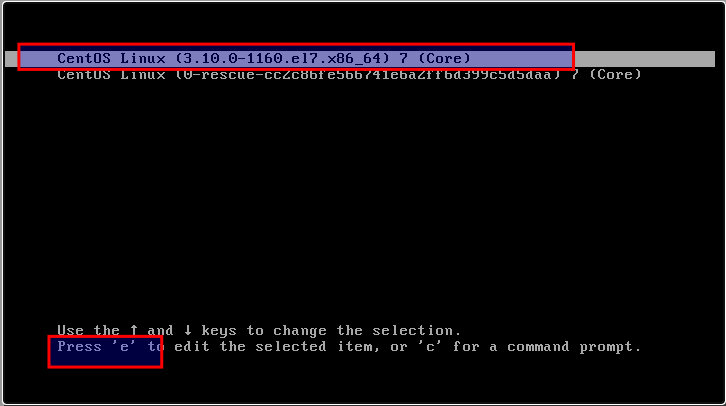 CentOS Linux (3.10.0-1160.el7.x86_64) 7 (Core)
CentOS Linux (0-rescue-cc2c86fe566741e6a2ff6d399c5d5daa) 7 (Core)
Use the ↑ and ↓ keys to change the selection.
Press 'e' to edit the selected item, or 'c' for a command prompt.